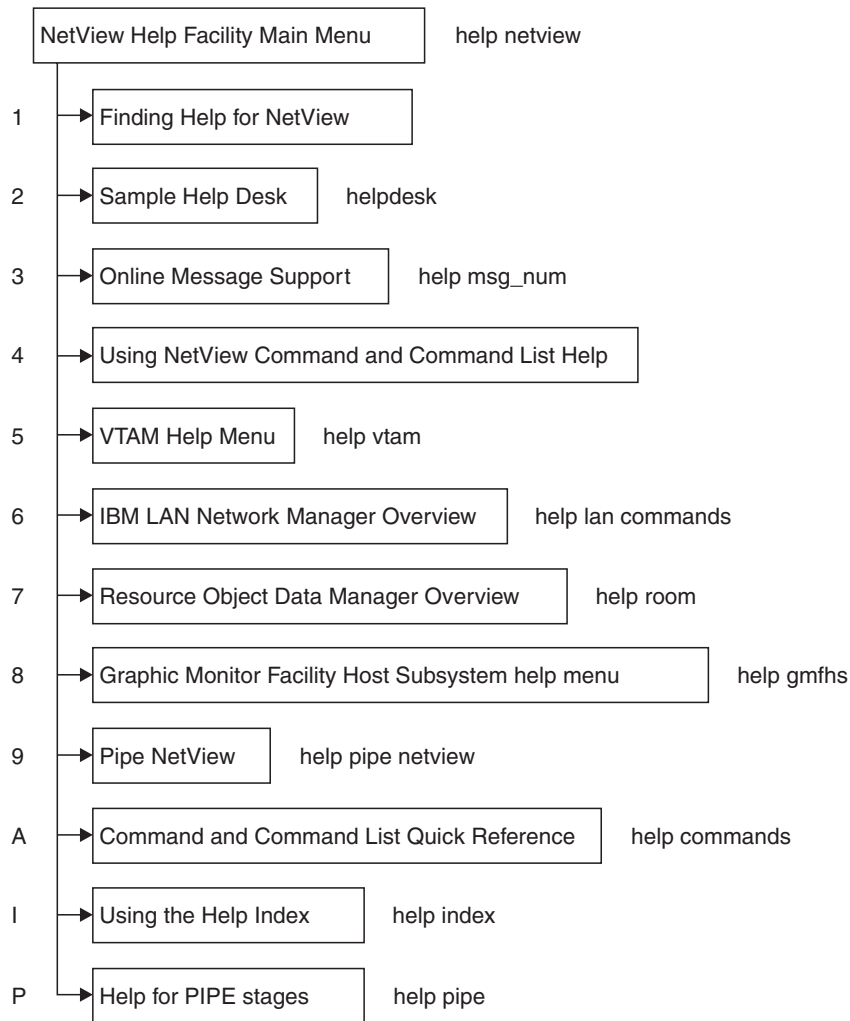 NetView Help Facility Main Menu help netview
1 Finding Help for NetView
2 Sample Help Desk helpdesk
3 Online Message Support help msg_num
4 Using NetView Command and Command List Help
5 VTAM Help Menu help vtam
6 IBM LAN Network Manager Overview help lan commands
7 Resource Object Data Manager Overview help room
8 Graphic Monitor Facility Host Subsystem help menu help gmfhs
9 Pipe NetView help pipe netview
A Command and Command List Quick Reference help commands
I Using the Help Index help index
P Help for PIPE stages help pipe